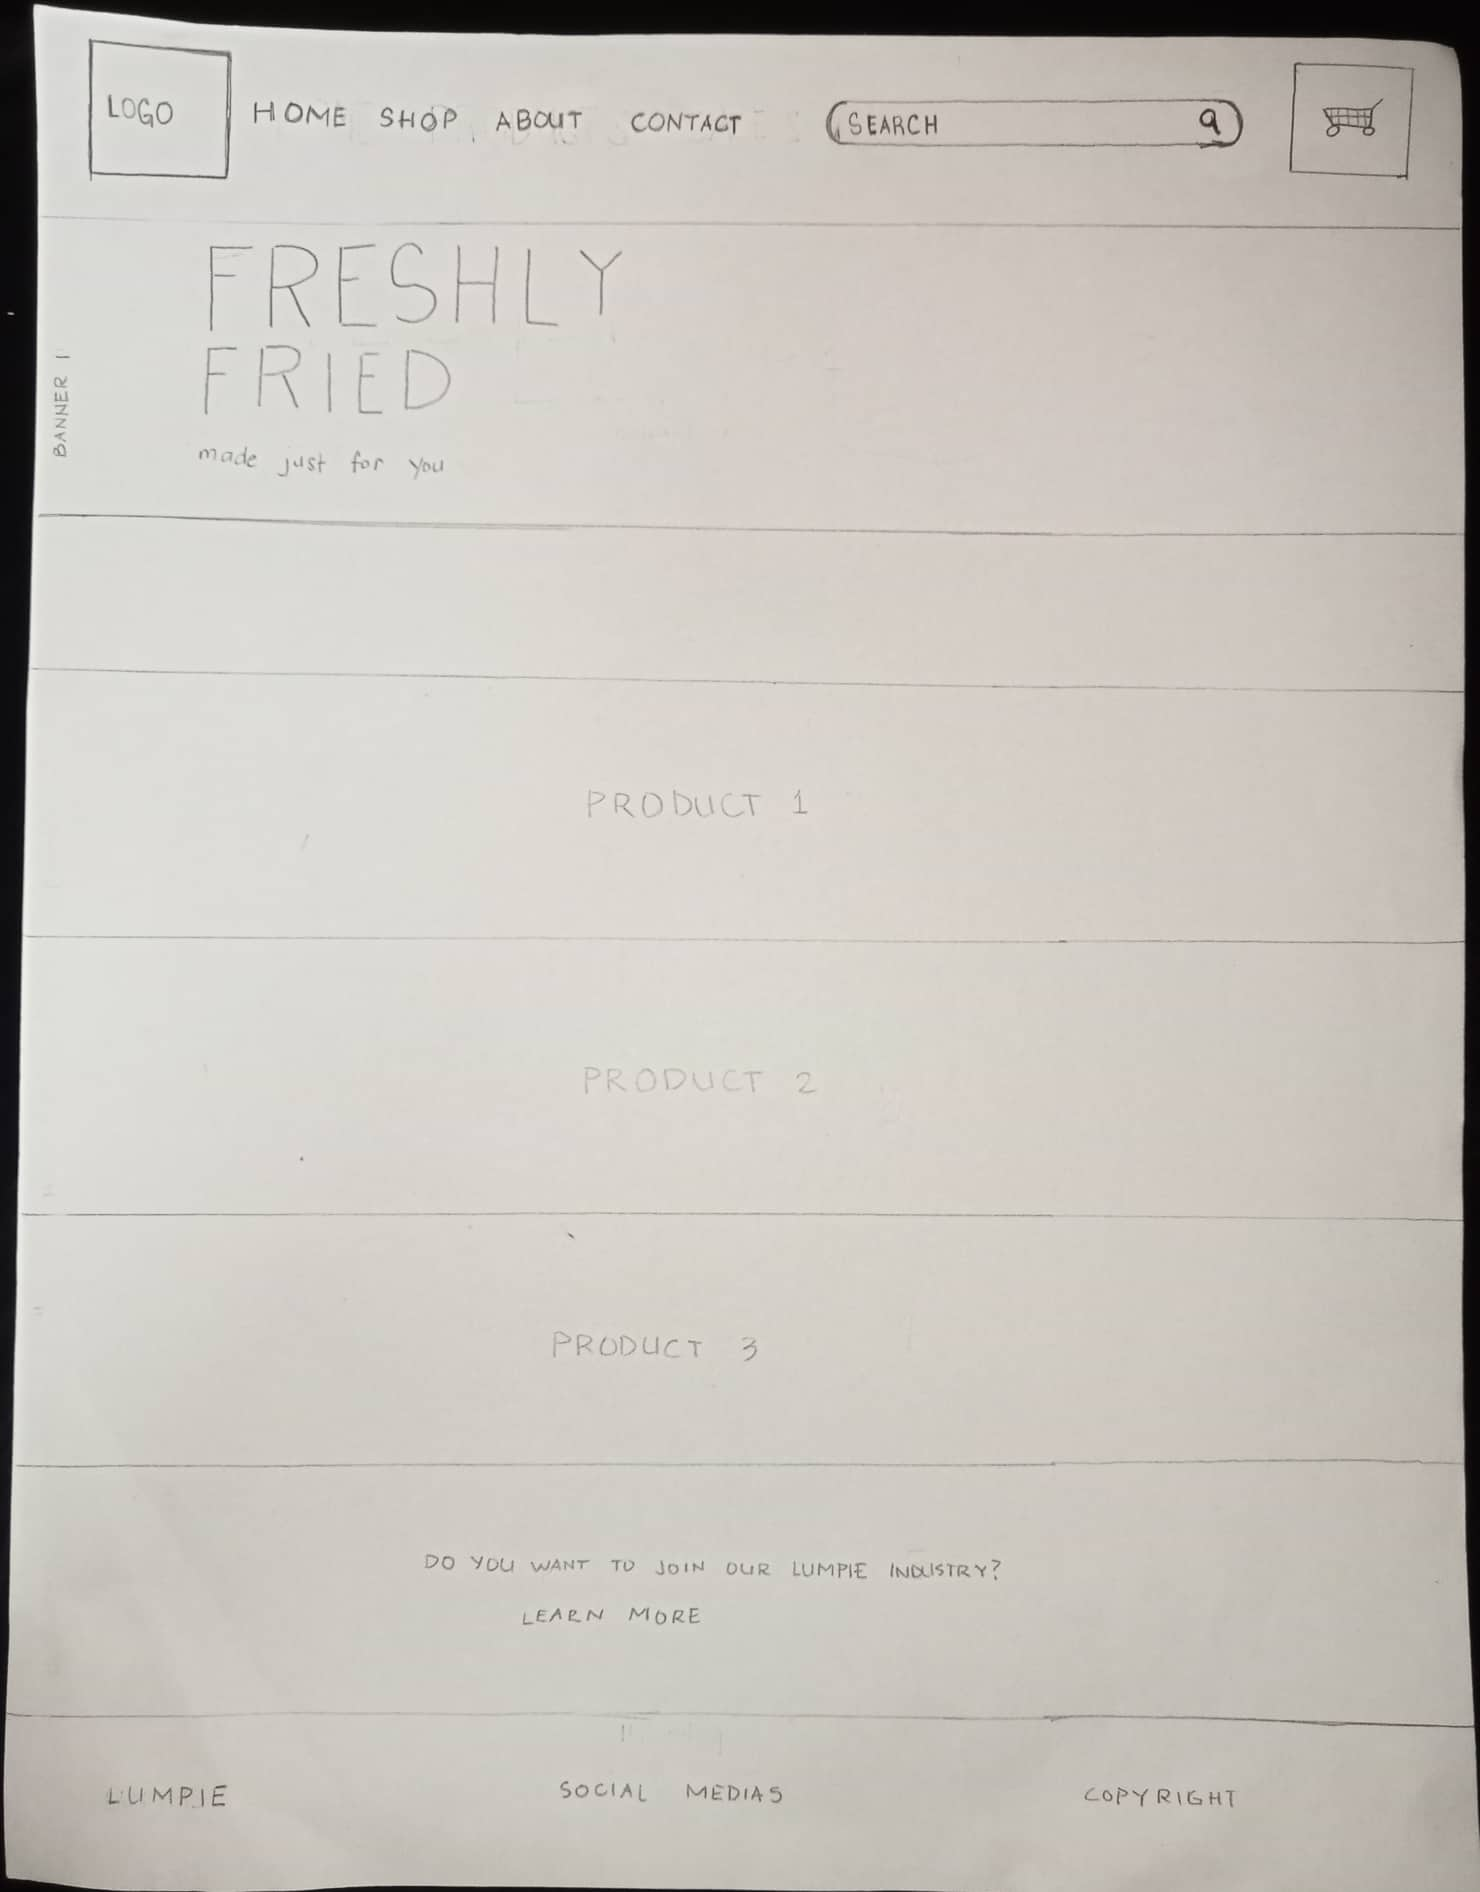 LOGO HOME SHOP ABOUT CONTACT SEARCH
FRESHLY
FRIED
BANNER 1
made just for you
PRODUCT 1
PRODUCT 2
PRODUCT 3
DO YOU WANT TO JOIN OUR LUMPIE INDUSTRY?
LEARN MORE
LUMPIE SOCIAL MEDIAS COPYRIGHT